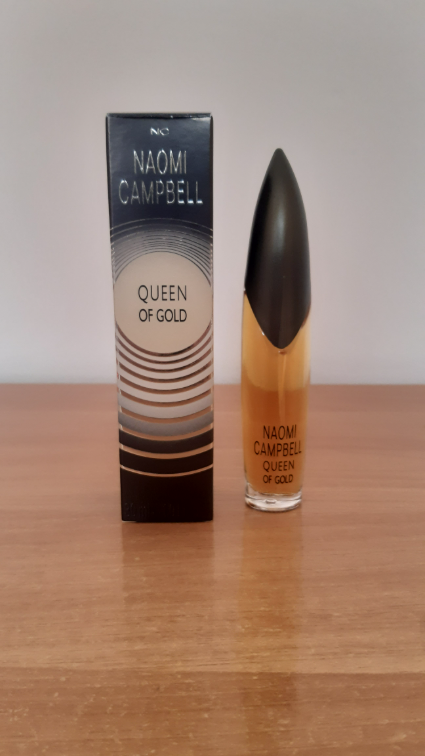 NC
NAOMI
CAMPBELL
QUEEN
OF GOLD
NAOMI
CAMPBELL
QUEEN
OF GOLD